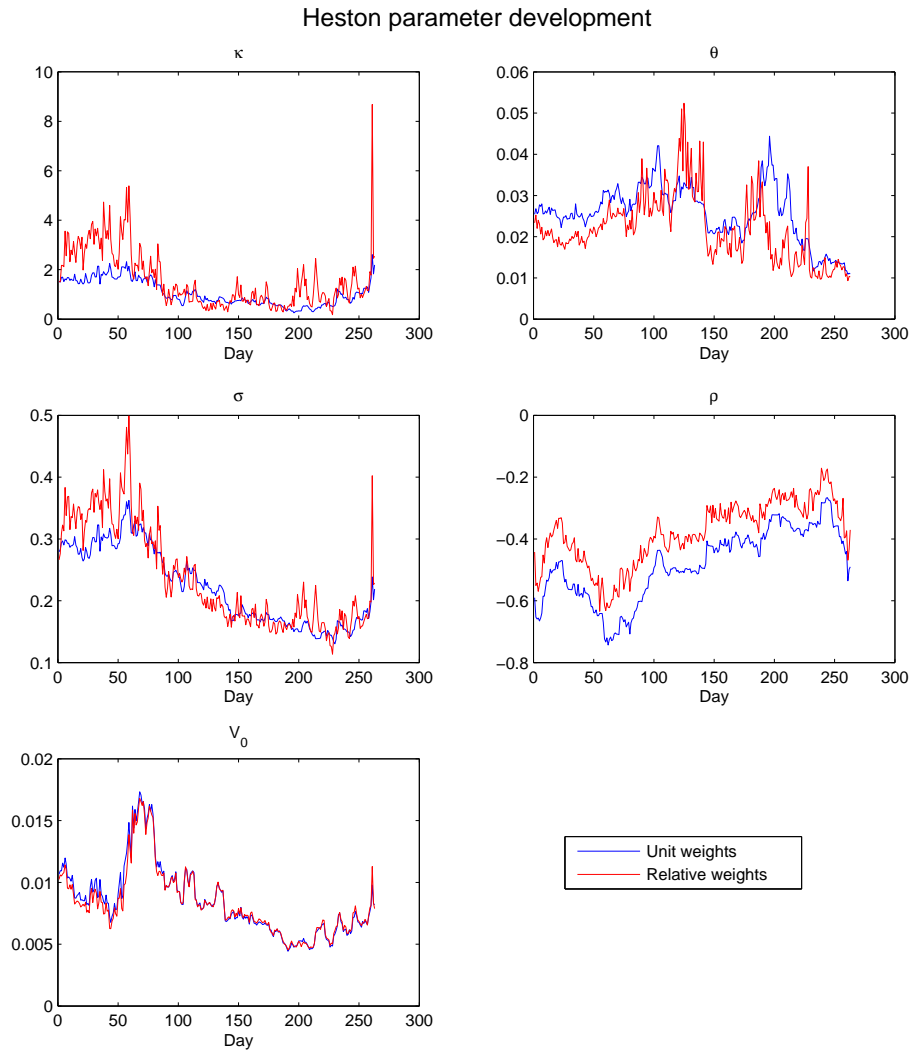 Heston parameter development
κ
10
8
6
4
2
0
0 50 100 150 200 250 300
Day
θ
0.06
0.05
0.04
0.03
0.02
0.01
0
0 50 100 150 200 250 300
Day
σ
0.5
0.4
0.3
0.2
0.1
0 50 100 150 200 250 300
Day
ρ
0
−0.2
−0.4
−0.6
−0.8
0 50 100 150 200 250 300
Day
V0
0.02
0.015
0.01
0.005
0
0 50 100 150 200 250 300
Day
Unit weights
Relative weights